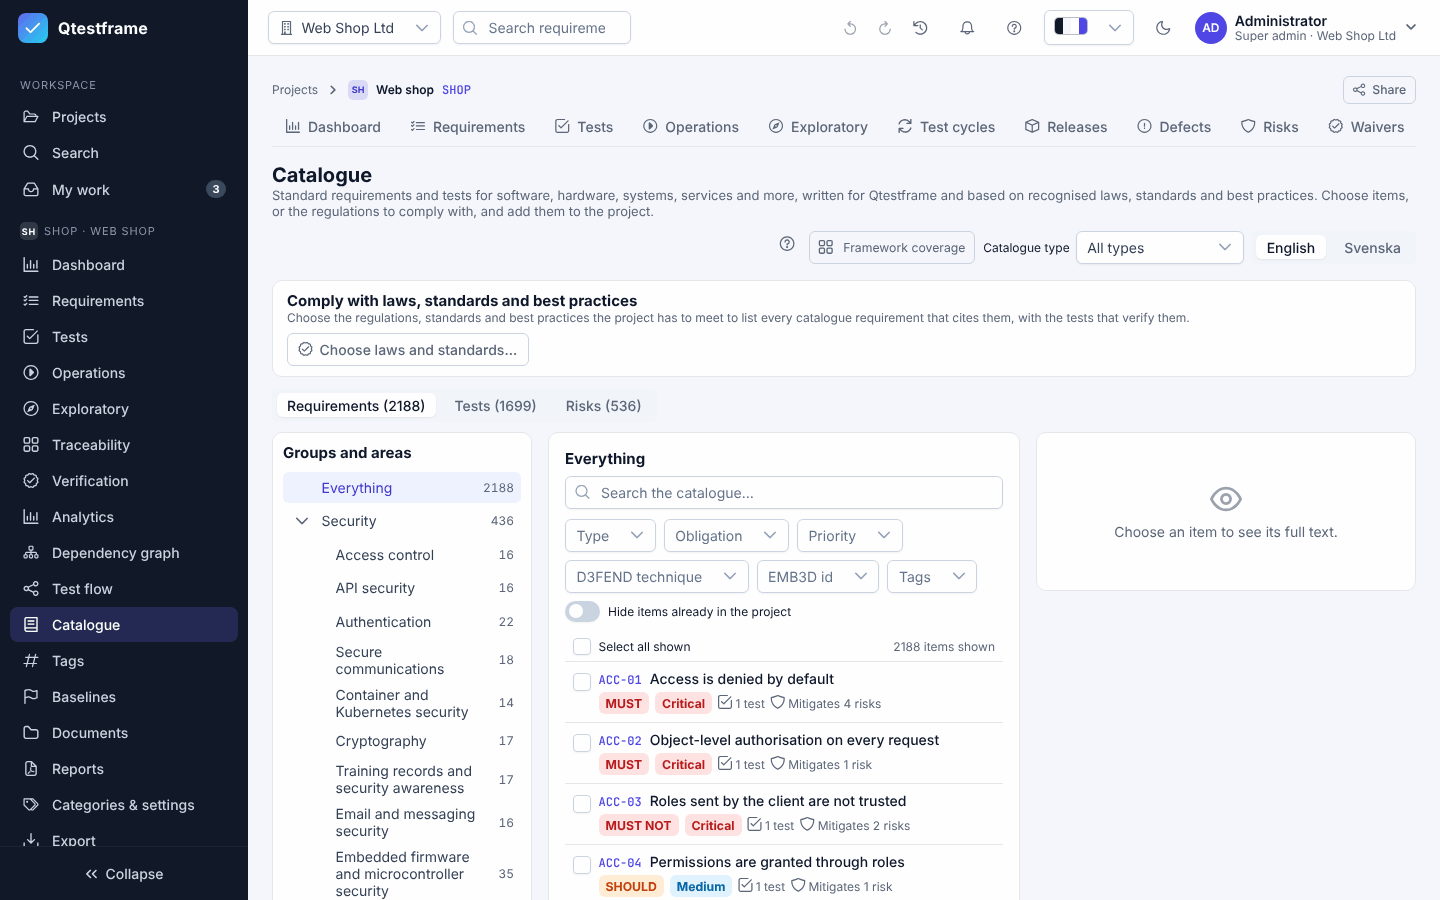 Qtestframe
Web Shop Ltd
Search requireme
AD
Administrator
Super admin · Web Shop Ltd
WORKSPACE
Projects
Search
My work
3
SH SHOP · WEB SHOP
Dashboard
Requirements
Tests
Operations
Exploratory
Traceability
Verification
Analytics
Dependency graph
Test flow
Catalogue
Tags
Baselines
Documents
Reports
Categories & settings
Export
Collapse
Projects
SH Web shop SHOP
Share
Dashboard
Requirements
Tests
Operations
Exploratory
Test cycles
Releases
Defects
Risks
Waivers
Catalogue
Standard requirements and tests for software, hardware, systems, services and more, written for Qtestframe and based on recognised laws, standards and best practices. Choose items,
or the regulations to comply with, and add them to the project.
Framework coverage
Catalogue type
All types
English
Svenska
Comply with laws, standards and best practices
Choose the regulations, standards and best practices the project has to meet to list every catalogue requirement that cites them, with the tests that verify them.
Choose laws and standards...
Requirements (2188)
Tests (1699)
Risks (536)
Groups and areas
Everything 2188
Security 436
Access control 16
API security 16
Authentication 22
Secure
communications 18
Container and
Kubernetes security 14
Cryptography 17
Training records and
security awareness 17
Email and messaging
security 16
Embedded firmware
and microcontroller
security 35
Everything
Search the catalogue...
Type
Obligation
Priority
D3FEND technique
EMB3D id
Tags
Hide items already in the project
Select all shown
2188 items shown
ACC-01 Access is denied by default
MUST Critical 1 test Mitigates 4 risks
ACC-02 Object-level authorisation on every request
MUST Critical 1 test Mitigates 1 risk
ACC-03 Roles sent by the client are not trusted
MUST NOT Critical 1 test Mitigates 2 risks
ACC-04 Permissions are granted through roles
SHOULD Medium 1 test Mitigates 1 risk
Choose an item to see its full text.